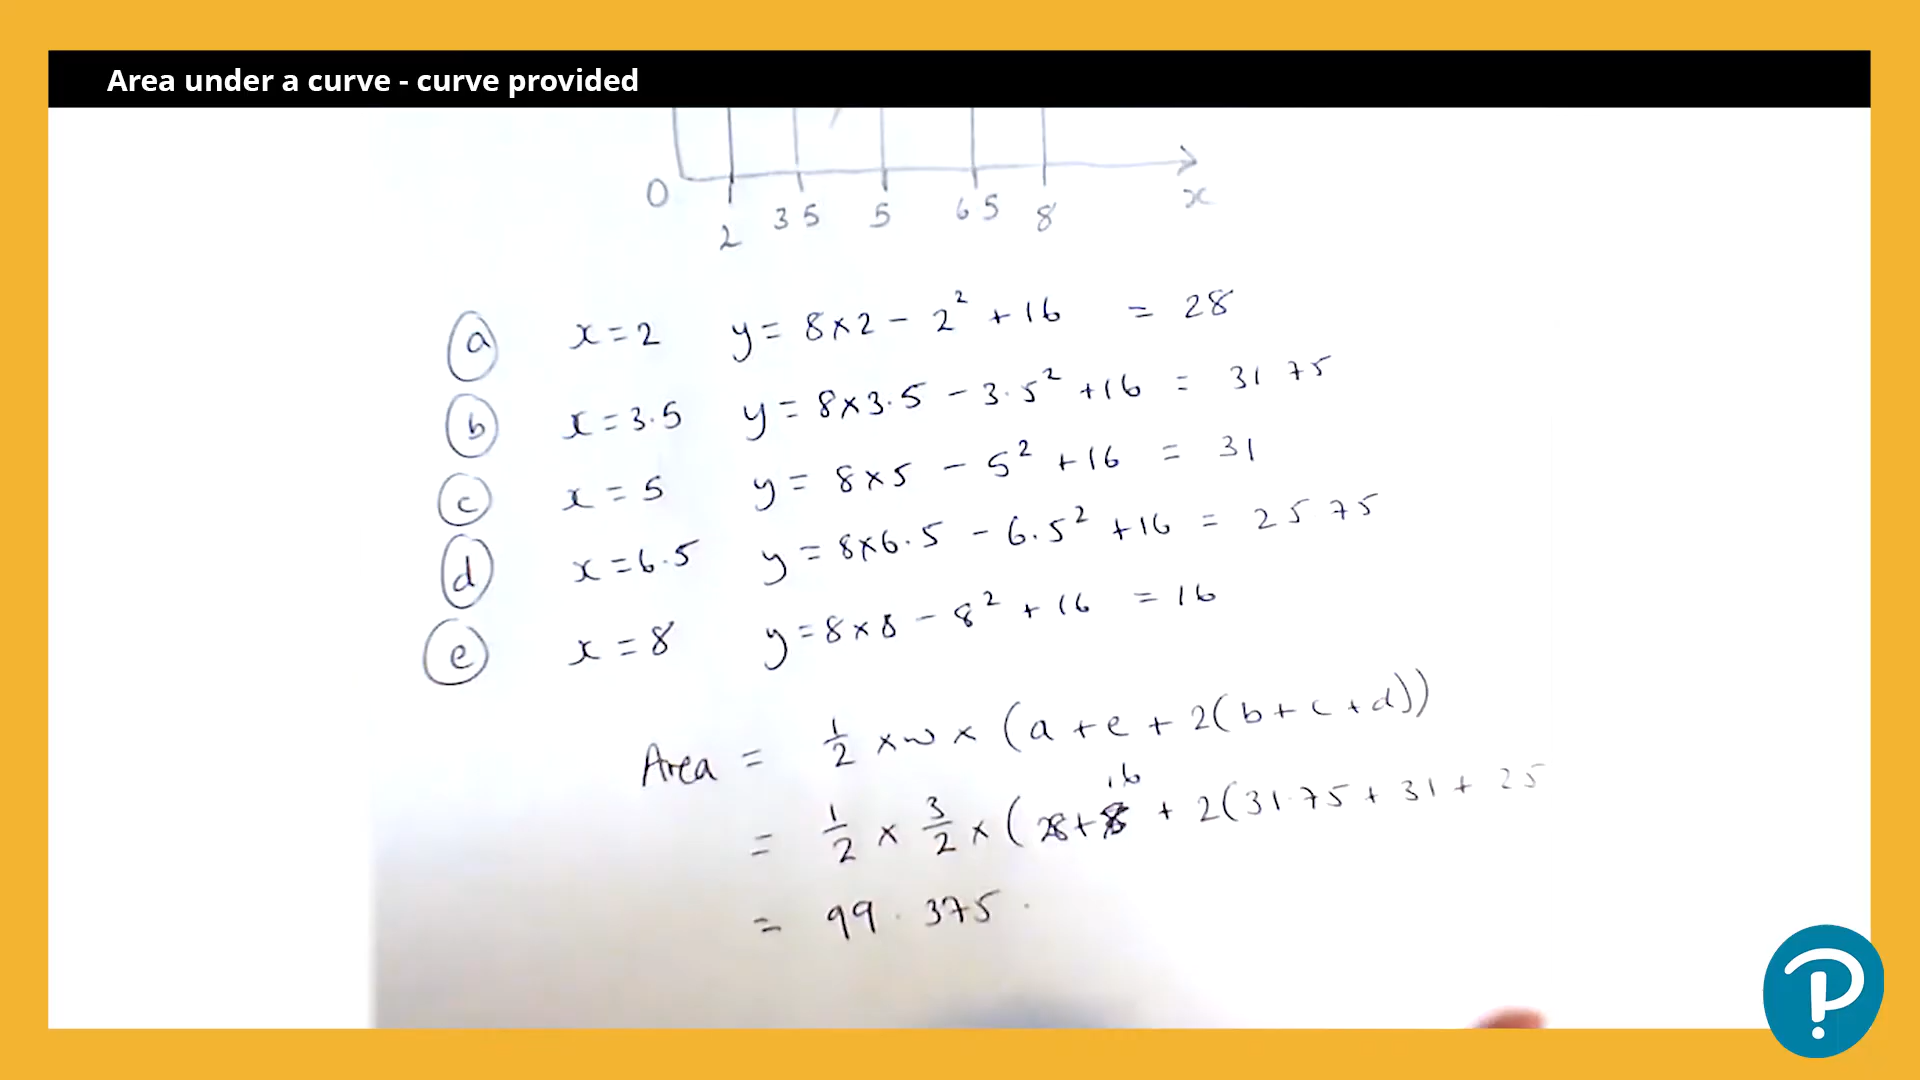 Area under a curve - curve provided
0 2 3 5 5 6 5 8 x
a x=2 y= 8×2 - 2² +16 = 28
b x=3.5 y= 8×3.5 - 3.5² +16 = 31 75
c x=5 y= 8×5 - 5² +16 = 31
d x=6.5 y= 8×6.5 - 6.5² +16 = 25 75
e x=8 y=8×8 - 8² + 16 = 16
Area = 1/2 ×w× (a+e+2(b+c+d))
16
= 1/2 × 3/2 × (28+8 + 2(31.75+31+25
= 99.375.
P